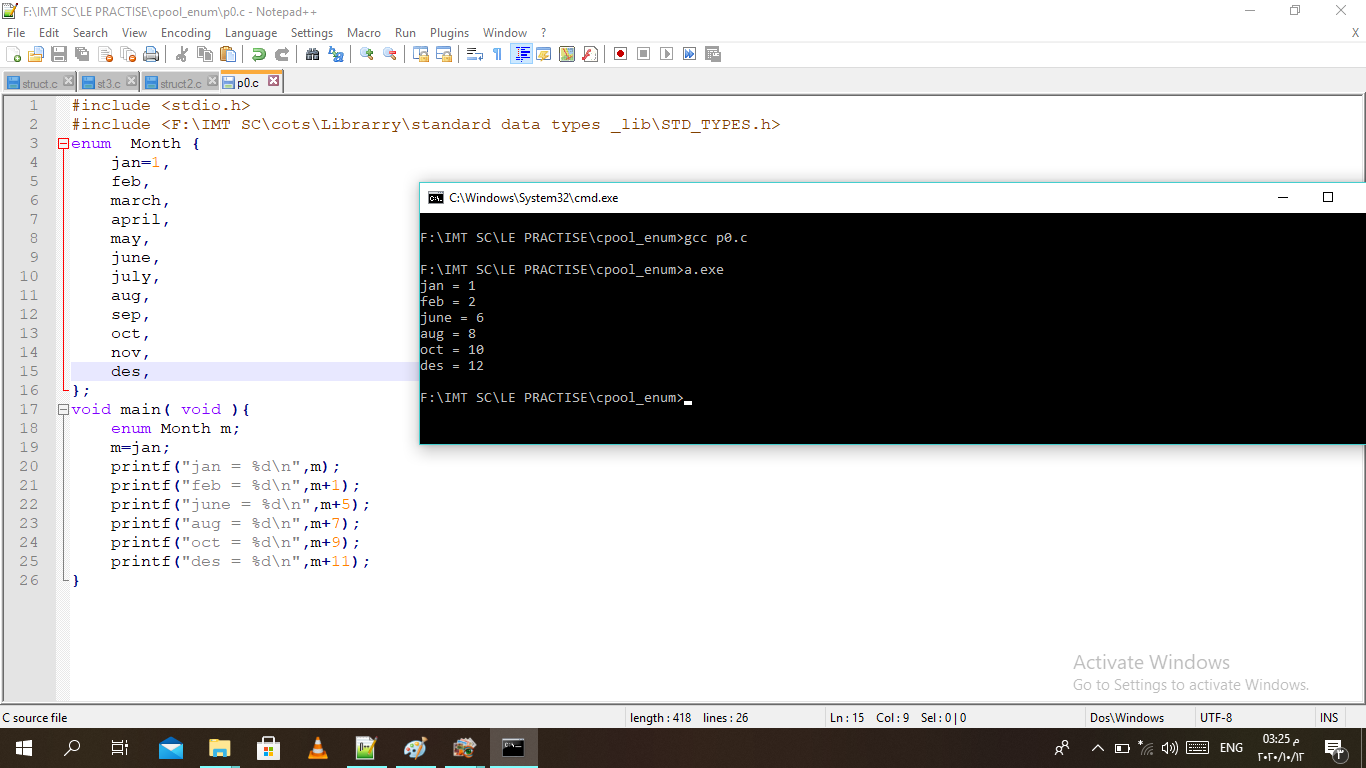 F:\IMT SC\LE PRACTISE\cpool_enum\p0.c - Notepad++
File Edit Search View Encoding Language Settings Macro Run Plugins Window ? X
struct.c st3.c struct2.c p0.c
1 #include <stdio.h>
2 #include <F:\IMT SC\cots\Librarry\standard data types _lib\STD_TYPES.h>
3 enum Month {
4 jan=1,
5 feb,
6 march,
7 april,
8 may,
9 june,
10 july,
11 aug,
12 sep,
13 oct,
14 nov,
15 des,
16 };
17 void main( void ){
18 enum Month m;
19 m=jan;
20 printf("jan = %d\n",m);
21 printf("feb = %d\n",m+1);
22 printf("june = %d\n",m+5);
23 printf("aug = %d\n",m+7);
24 printf("oct = %d\n",m+9);
25 printf("des = %d\n",m+11);
26 }
C:\Windows\System32\cmd.exe
F:\IMT SC\LE PRACTISE\cpool_enum>gcc p0.c
F:\IMT SC\LE PRACTISE\cpool_enum>a.exe
jan = 1
feb = 2
june = 6
aug = 8
oct = 10
des = 12
F:\IMT SC\LE PRACTISE\cpool_enum>
Activate Windows
Go to Settings to activate Windows.
C source file length : 418 lines : 26 Ln : 15 Col : 9 Sel : 0 | 0 Dos\Windows UTF-8 INS
ENG
03:25 م
٢٠٢٠/١٠/١٢
٣